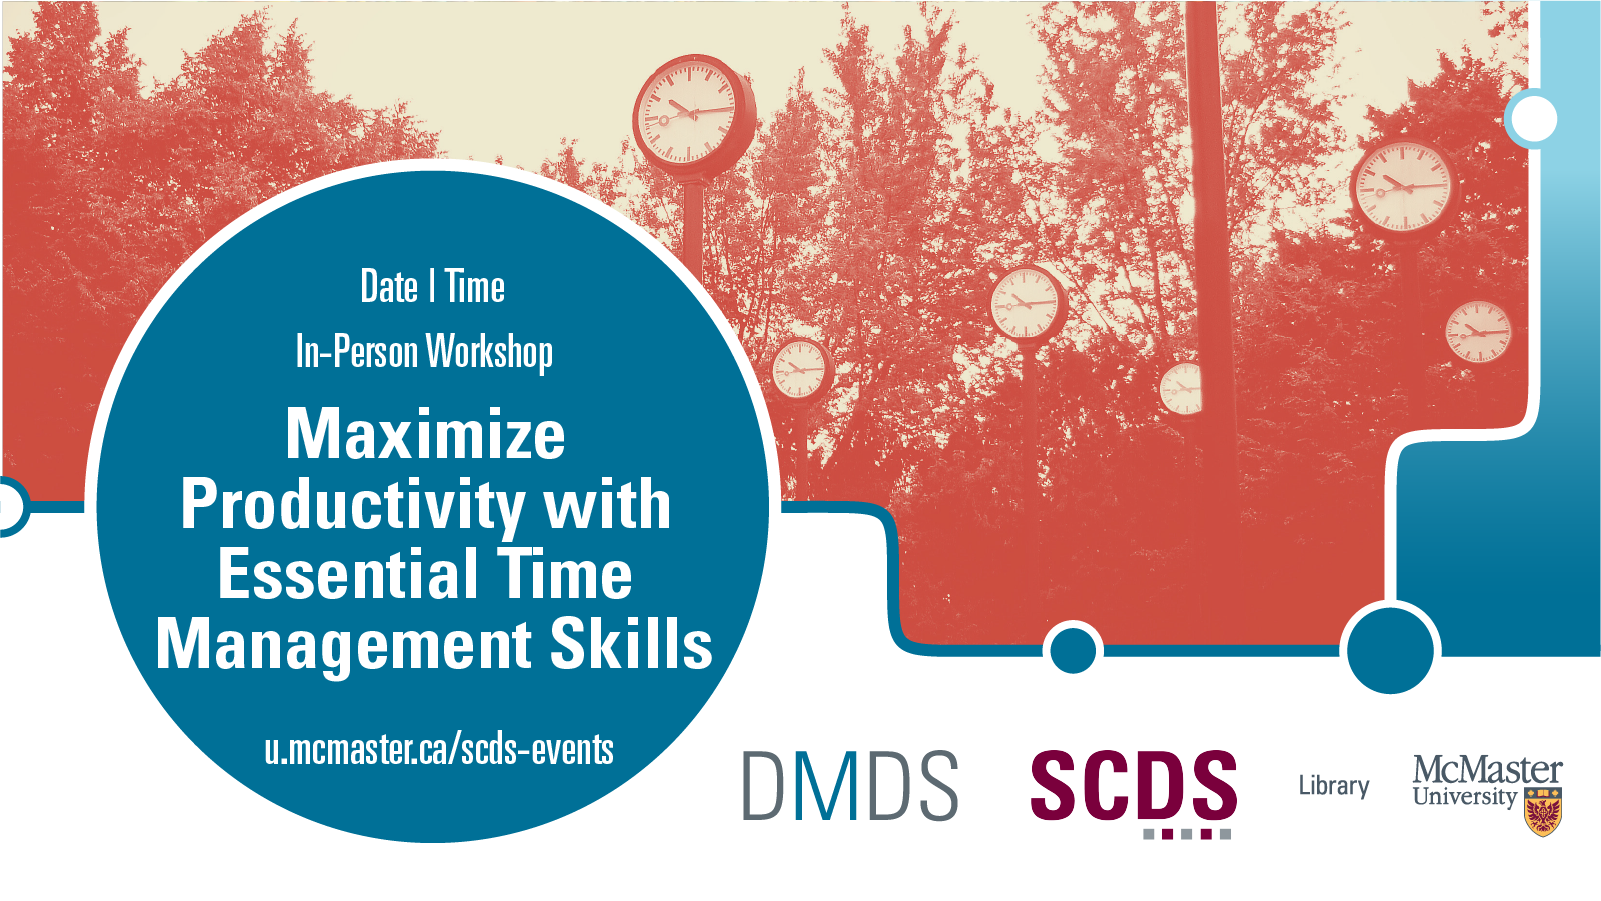 Date | Time
In-Person Workshop
Maximize
Productivity with
Essential Time
Management Skills
u.mcmaster.ca/scds-events
DMDS
SCDS
Library
McMaster
University